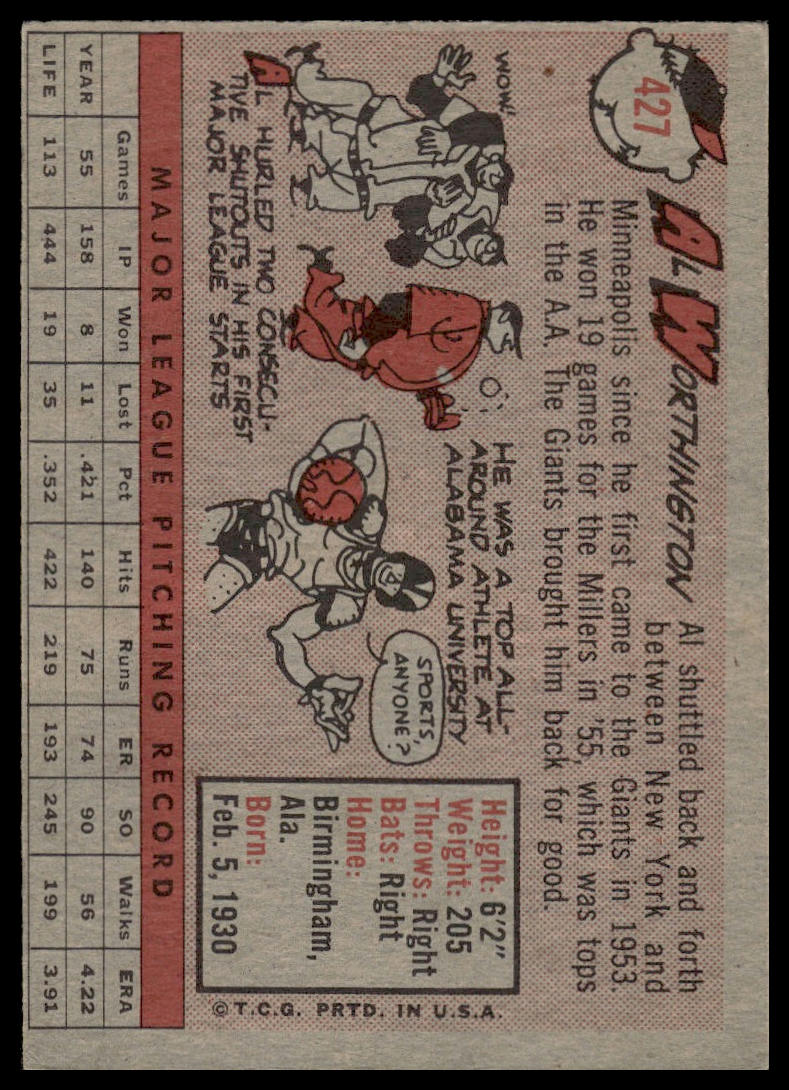 427
AL WORTHINGTON
Al shuttled back and forth
between New York and
Minneapolis since he first came to the Giants in 1953.
He won 19 games for the Millers in '55, which was tops
in the A.A. The Giants brought him back for good.
WOW!
AL HURLED TWO CONSECU-
TIVE SHUTOUTS IN HIS FIRST
MAJOR LEAGUE STARTS
HE WAS A TOP ALL-
AROUND ATHLETE AT
ALABAMA UNIVERSITY
SPORTS,
ANYONE?
Height: 6'2"
Weight: 205
Throws: Right
Bats: Right
Home:
Birmingham,
Ala.
Born:
Feb. 5, 1930
© T.C.G. PRTD. IN U.S.A.
MAJOR LEAGUE PITCHING RECORD
Games IP Won Lost Pct Hits Runs ER SO Walks ERA
YEAR 55 158 8 11 .421 140 75 74 90 56 4.22
LIFE 113 444 19 35 .352 422 219 193 245 199 3.91